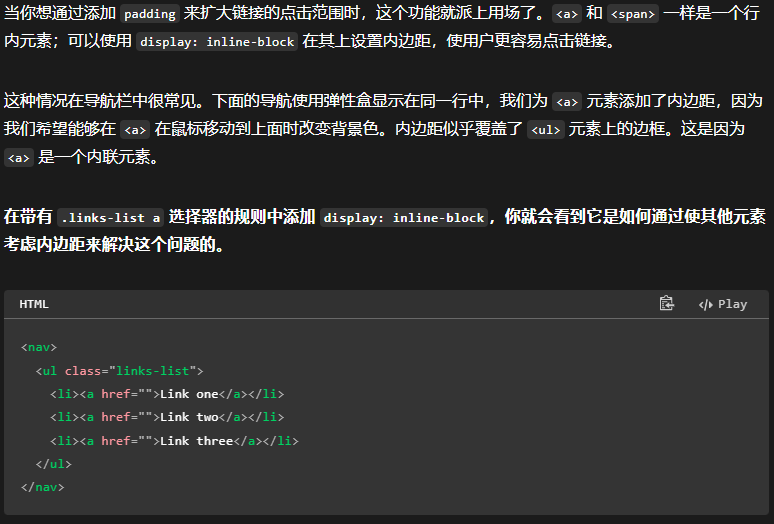 当你想通过添加 padding 来扩大链接的点击范围时，这个功能就派上用场了。<a> 和 <span> 一样是一个行
内元素；可以使用 display: inline-block 在其上设置内边距，使用户更容易点击链接。
这种情况在导航栏中很常见。下面的导航使用弹性盒显示在同一行中，我们为 <a> 元素添加了内边距，因为
我们希望能够在 <a> 在鼠标移动到上面时改变背景色。内边距似乎覆盖了 <ul> 元素上的边框。这是因为
<a> 是一个内联元素。
在带有 .links-list a 选择器的规则中添加 display: inline-block，你就会看到它是如何通过使其他元素
考虑内边距来解决这个问题的。
HTML
Play
<nav>
  <ul class="links-list">
    <li><a href="">Link one</a></li>
    <li><a href="">Link two</a></li>
    <li><a href="">Link three</a></li>
  </ul>
</nav>